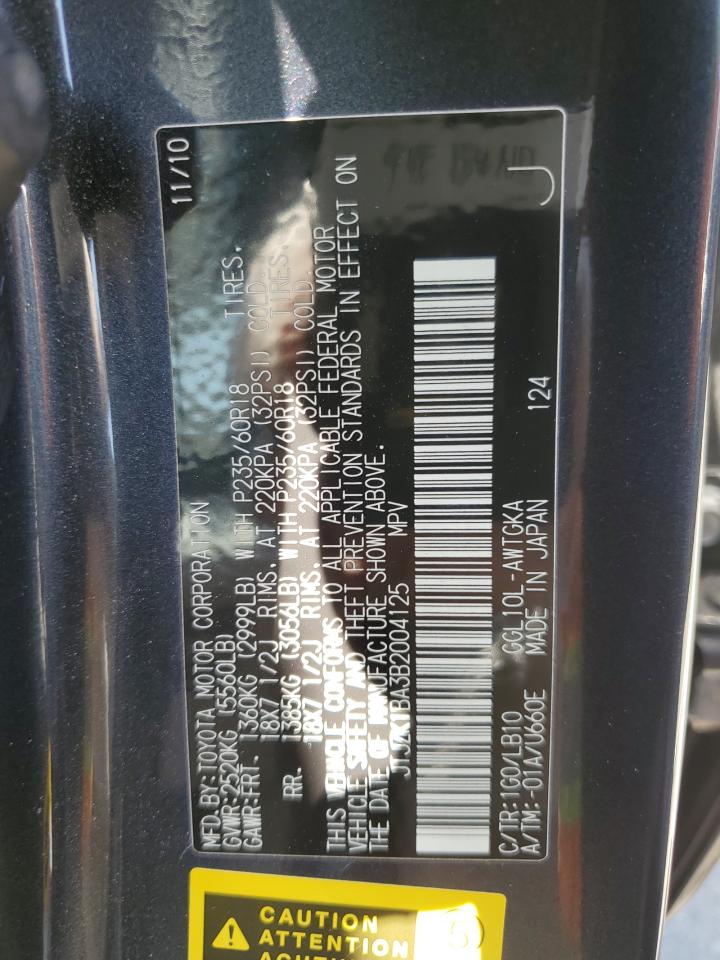 MFD. BY: TOYOTA MOTOR CORPORATION 11/10
GVWR: 2520KG (5560LB)
GAWR: FRT. 1360KG (2999LB) WITH P235/60R18 TIRES,
18X7 1/2J RIMS, AT 220KPA (32PSI) COLD.
RR. 1385KG (3056LB) WITH P235/60R18 TIRES,
18X7 1/2J RIMS, AT 220KPA (32PSI) COLD.
THIS VEHICLE CONFORMS TO ALL APPLICABLE FEDERAL MOTOR
VEHICLE SAFETY AND THEFT PREVENTION STANDARDS IN EFFECT ON
THE DATE OF MANUFACTURE SHOWN ABOVE.
MPV
C/TR: 1G0/LB10 GGL10L-AWTGKA 124
A/TM: -01A/U660E MADE IN JAPAN J
CAUTION
ATTENTION